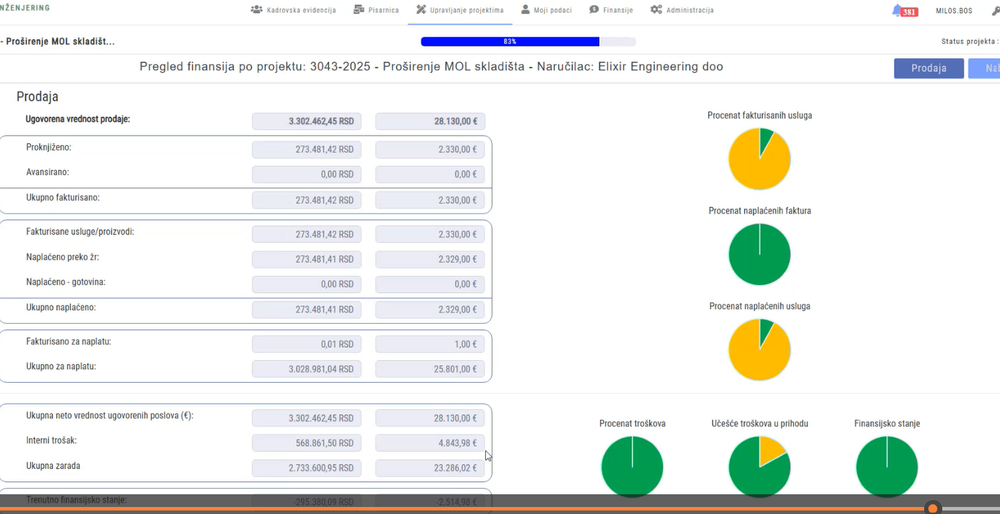 NŽENJERING
Kadrovska evidencija Pisarnica Upravljanje projektima Moji podaci Finansije Administracija 381 MILOS.BOS
- Proširenje MOL skladišt... 83% Status projekta :
Pregled finansija po projektu: 3043-2025 - Proširenje MOL skladišta - Naručilac: Elixir Engineering doo Prodaja
Prodaja
Ugovorena vrednost prodaje: 3.302.462,45 RSD 28.130,00 € Procenat fakturisanih usluga
Proknjiženo: 273.481,42 RSD 2.330,00 €
Avansirano: 0,00 RSD 0,00 €
Ukupno fakturisano: 273.481,42 RSD 2.330,00 €
Procenat naplaćenih faktura
Fakturisane usluge/proizvodi: 273.481,42 RSD 2.330,00 €
Naplaćeno preko žr: 273.481,41 RSD 2.329,00 €
Naplaćeno - gotovina: 0,00 RSD 0,00 €
Ukupno naplaćeno: 273.481,41 RSD 2.329,00 € Procenat naplaćenih usluga
Fakturisano za naplatu: 0,01 RSD 1,00 €
Ukupno za naplatu: 3.028.981,04 RSD 25.801,00 €
Ukupna neto vrednost ugovorenih poslova (€): 3.302.462,45 RSD 28.130,00 € Procenat troškova Učešće troškova u prihodu Finansijsko stanje
Interni trošak: 568.861,50 RSD 4.843,98 €
Ukupna zarada 2.733.600,95 RSD 23.286,02 €
Trenutno finansijsko stanje: -295.380,09 RSD -2.514,98 €